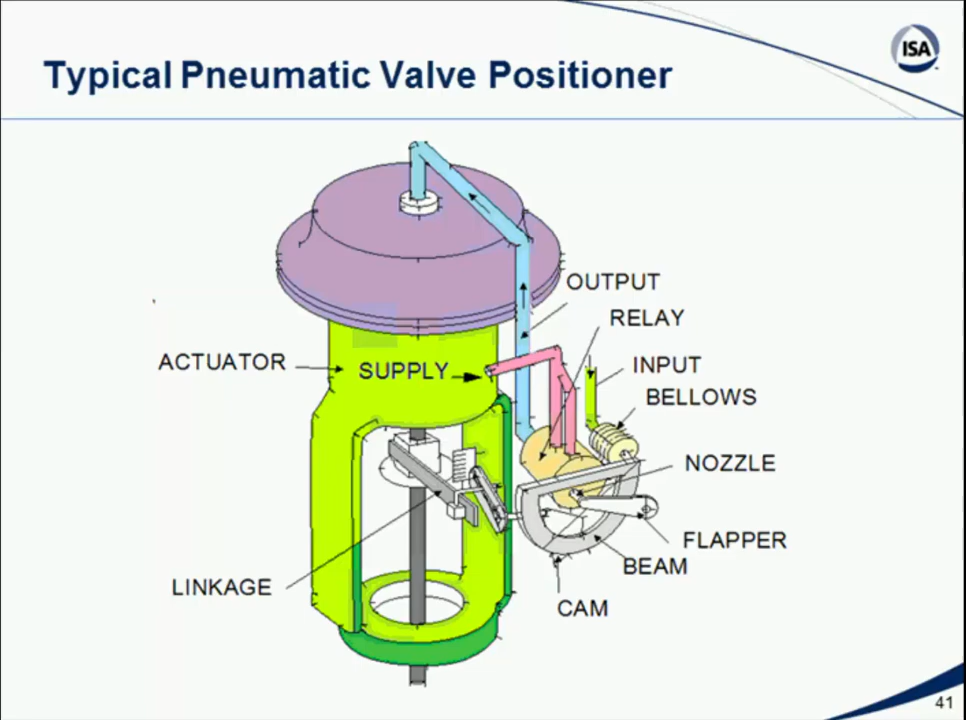 ISA
Typical Pneumatic Valve Positioner
OUTPUT
RELAY
ACTUATOR
SUPPLY
INPUT
BELLOWS
NOZZLE
FLAPPER
BEAM
LINKAGE
CAM
41